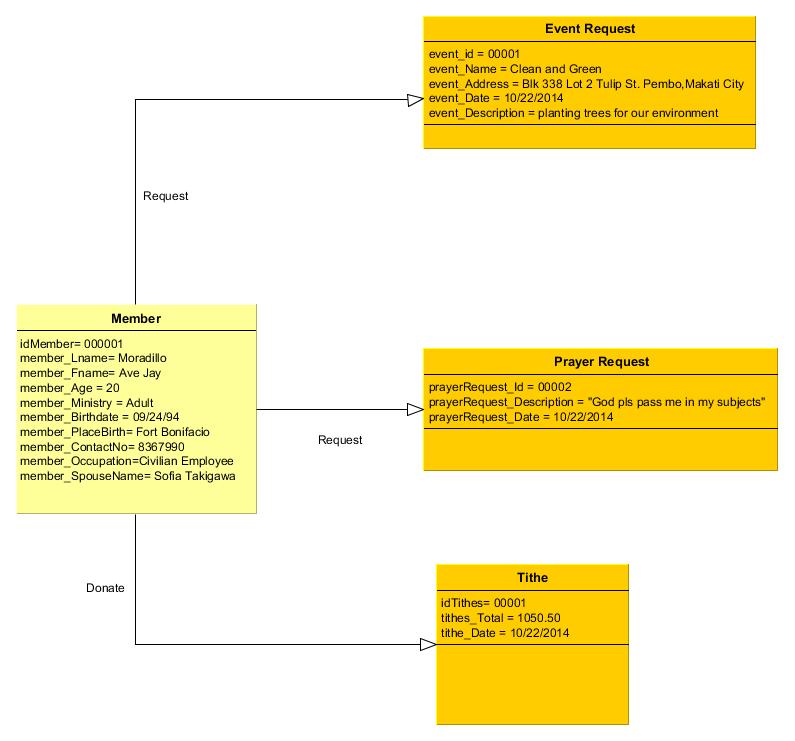 Event Request
event_id = 00001
event_Name = Clean and Green
event_Address = Blk 338 Lot 2 Tulip St. Pembo,Makati City
event_Date = 10/22/2014
event_Description = planting trees for our environment
Request
Member
idMember= 000001
member_Lname= Moradillo
member_Fname= Ave Jay
member_Age = 20
member_Ministry = Adult
member_Birthdate = 09/24/94
member_PlaceBirth= Fort Bonifacio
member_ContactNo= 8367990
member_Occupation=Civilian Employee
member_SpouseName= Sofia Takigawa
Request
Prayer Request
prayerRequest_Id = 00002
prayerRequest_Description = "God pls pass me in my subjects"
prayerRequest_Date = 10/22/2014
Donate
Tithe
idTithes= 00001
tithes_Total = 1050.50
tithe_Date = 10/22/2014